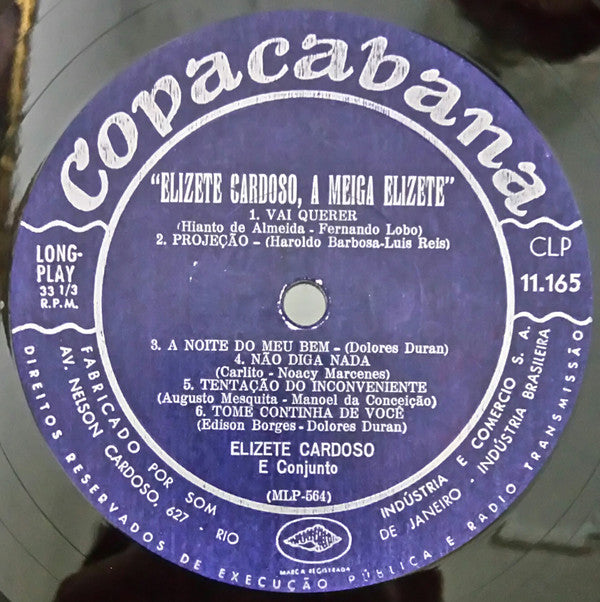 Copacabana
"ELIZETE CARDOSO, A MEIGA ELIZETE"
1. VAI QUERER
(Hianto de Almeida - Fernando Lobo)
2. PROJEÇÃO - (Haroldo Barbosa-Luis Reis)
LONG-
PLAY
33 1/3
R.P.M.
CLP
11.165
3. A NOITE DO MEU BEM - (Dolores Duran)
4. NÃO DIGA NADA
(Carlito - Noacy Marcenes)
5. TENTAÇÃO DO INCONVENIENTE
(Augusto Mesquita - Manoel da Conceição)
6. TOME CONTINHA DE VOCÊ
(Edison Borges - Dolores Duran)
ELIZETE CARDOSO
E Conjunto
(MLP-564)
FABRICADO POR SOM INDÚSTRIA E COMERCIO S. A.
AV. NELSON CARDOSO, 627 - RIO DE JANEIRO - INDÚSTRIA BRASILEIRA
DIREITOS RESERVADOS DE EXECUÇÃO PÚBLICA E RADIO TRANSMISSÃO
MARCA REGISTRADA